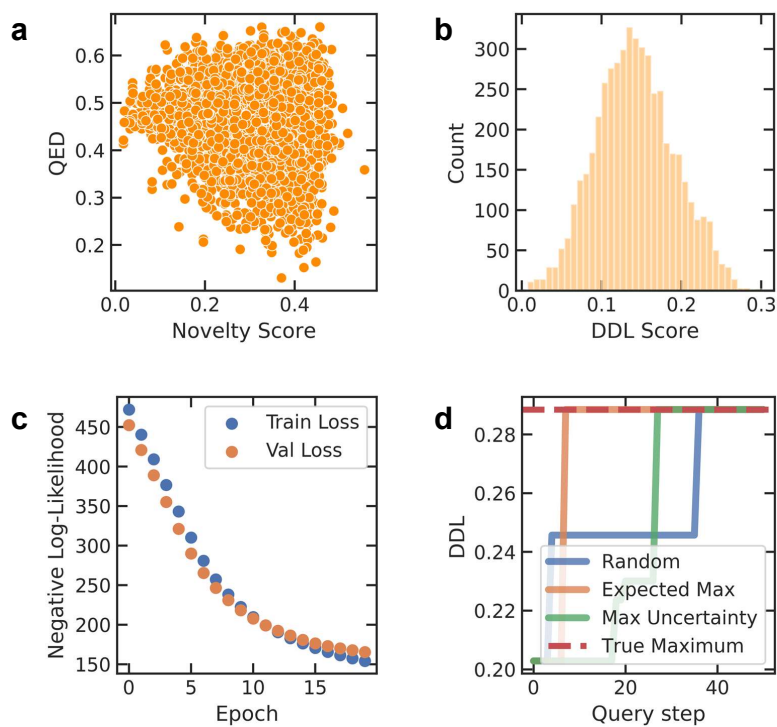 a
0.6
0.5
0.4
0.3
0.2
QED
0.0 0.2 0.4
Novelty Score
b
300
250
200
150
100
50
0
Count
0.0 0.1 0.2 0.3
DDL Score
c
450
400
350
300
250
200
150
Negative Log-Likelihood
Train Loss
Val Loss
0 5 10 15
Epoch
d
0.28
0.26
0.24
0.22
0.20
DDL
Random
Expected Max
Max Uncertainty
True Maximum
0 20 40
Query step